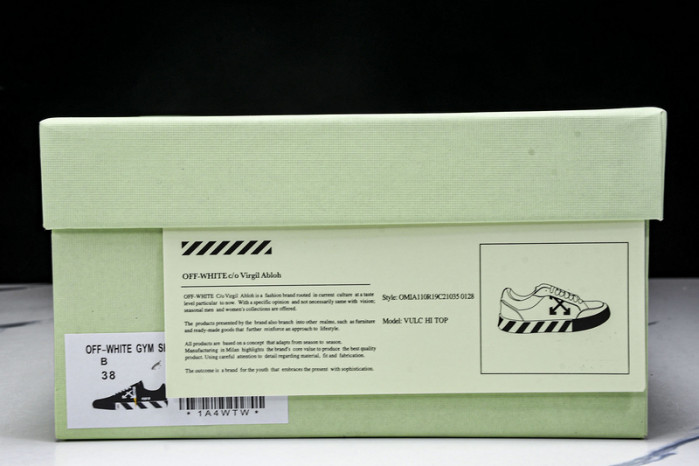 OFF-WHITE c/o Virgil Abloh
OFF-WHITE C/o Virgil Abloh is a fashion brand rooted in current culture at a taste
level particular to now. With a specific opinion and not necessarily same with vision;
seasonal men and women's collections are offered.
The products presented by the brand also branch into other realms, such as furniture
and ready-made goods that further reinforce an approach to lifestyle.
All products are based on a concept that adapts from season to season.
Manufacturing in Milan highlights the brand's core value to produce the best quality
product. Using careful attention to detail regarding material, fit and fabrication.
The outcome is a brand for the youth that embraces the present with sophistication.
Style: OMIA110R19C21035 0128
Model: VULC HI TOP
OFF-WHITE GYM
B
38
* 1A4WTW *